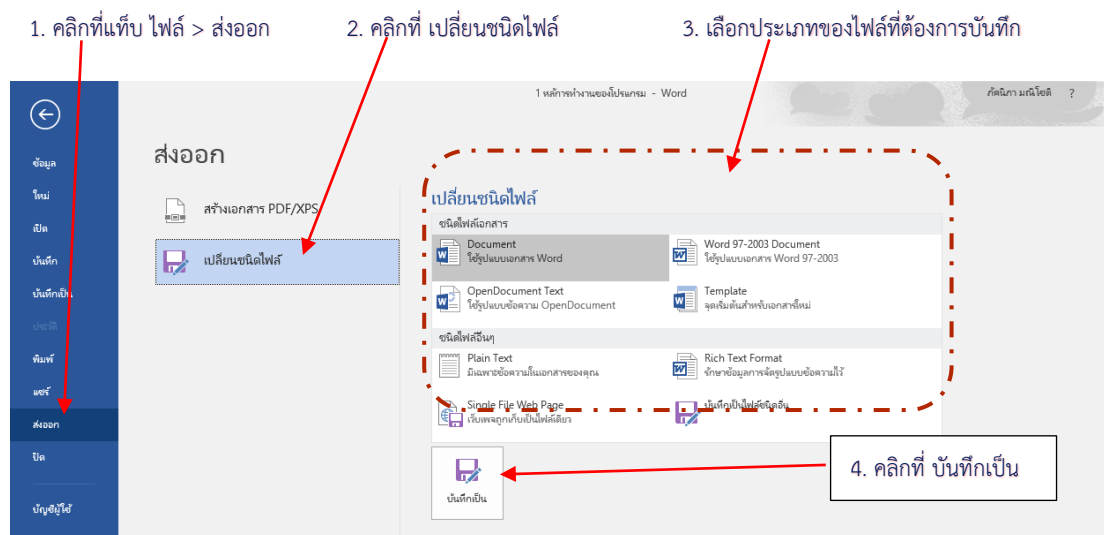 1. คลิกที่แท็บ ไฟล์ > ส่งออก
2. คลิกที่ เปลี่ยนชนิดไฟล์
3. เลือกประเภทของไฟล์ที่ต้องการบันทึก
1 หลักการทำงานของโปรแกรม - Word
ภัคนิภา มณีโชติ
?
ข้อมูล
ใหม่
เปิด
บันทึก
บันทึกเป็น
ประวัติ
พิมพ์
แชร์
ส่งออก
ปิด
บัญชีผู้ใช้
ส่งออก
สร้างเอกสาร PDF/XPS
เปลี่ยนชนิดไฟล์
เปลี่ยนชนิดไฟล์
ชนิดไฟล์เอกสาร
Document
ใช้รูปแบบเอกสาร Word
Word 97-2003 Document
ใช้รูปแบบเอกสาร Word 97-2003
OpenDocument Text
ใช้รูปแบบข้อความ OpenDocument
Template
จุดเริ่มต้นสำหรับเอกสารใหม่
ชนิดไฟล์อื่นๆ
Plain Text
มีเฉพาะข้อความในเอกสารของคุณ
Rich Text Format
รักษาข้อมูลการจัดรูปแบบข้อความไว้
Single File Web Page
เว็บเพจถูกเก็บเป็นไฟล์เดียว
บันทึกเป็นไฟล์ชนิดอื่น
บันทึกเป็น
4. คลิกที่ บันทึกเป็น